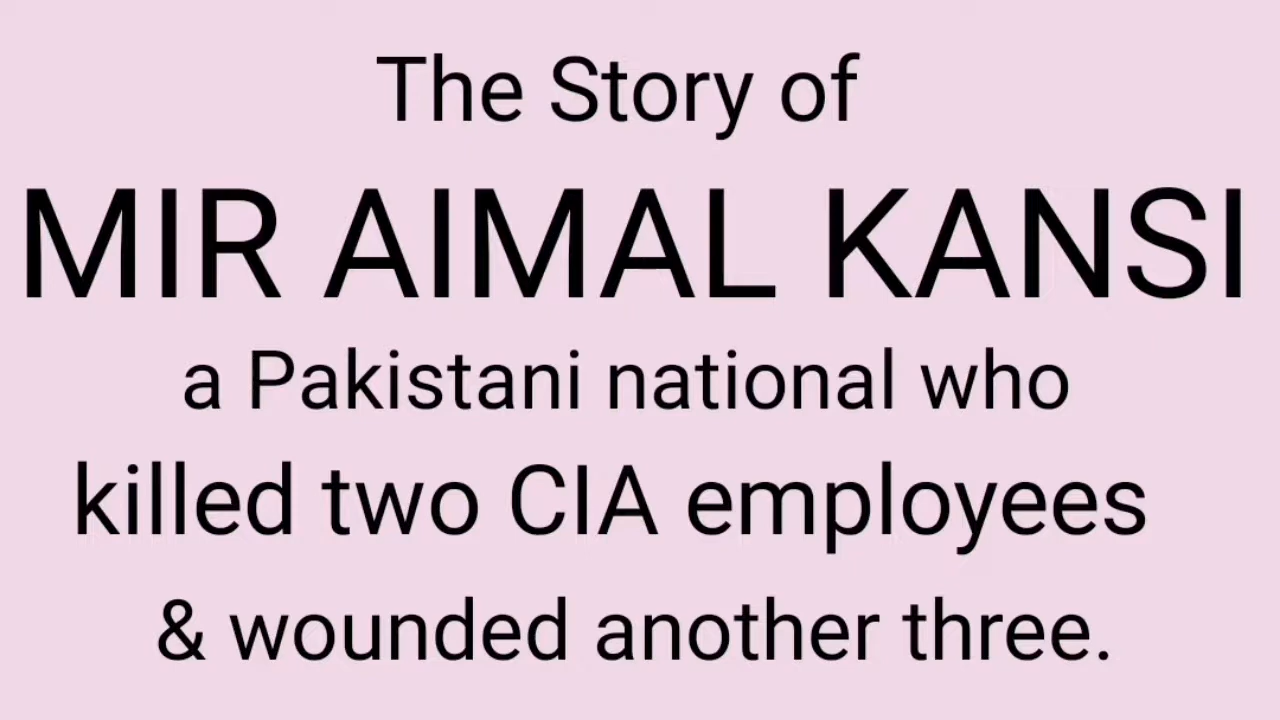 The Story of
MIR AIMAL KANSI
a Pakistani national who
killed two CIA employees
& wounded another three.